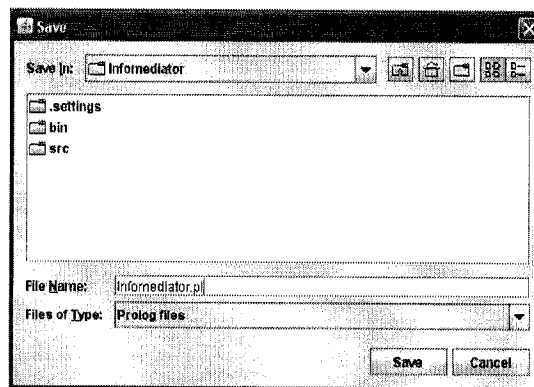 Save
Save In: Infomediator
.settings
bin
src
File Name: Infomediator.pl
Files of Type: Prolog files
Save Cancel